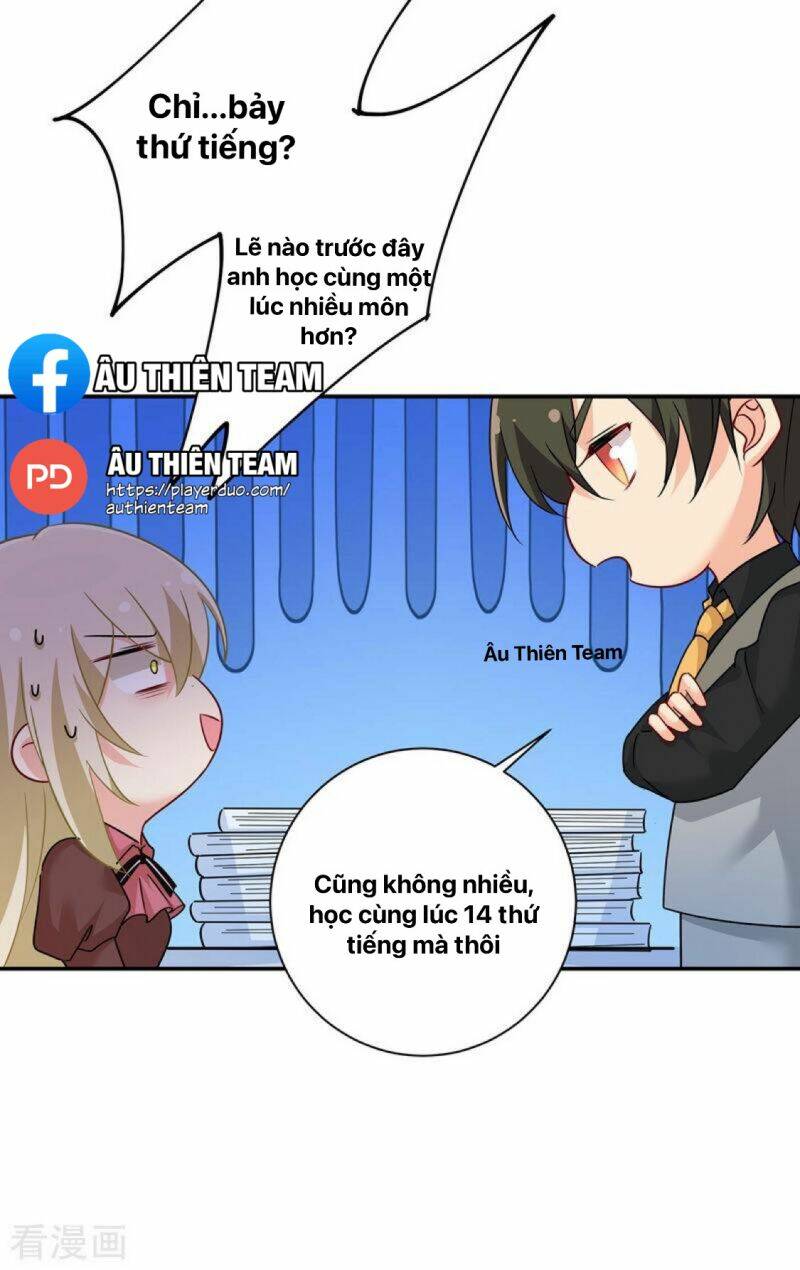 Chỉ...bảy
thứ tiếng?
Lẽ nào trước đây
anh học cùng một
lúc nhiều môn
hơn?
ÂU THIÊN TEAM
PD
ÂU THIÊN TEAM
https://playerduo.com/
authienteam
Âu Thiên Team
Cũng không nhiều,
học cùng lúc 14 thứ
tiếng mà thôi
看漫画